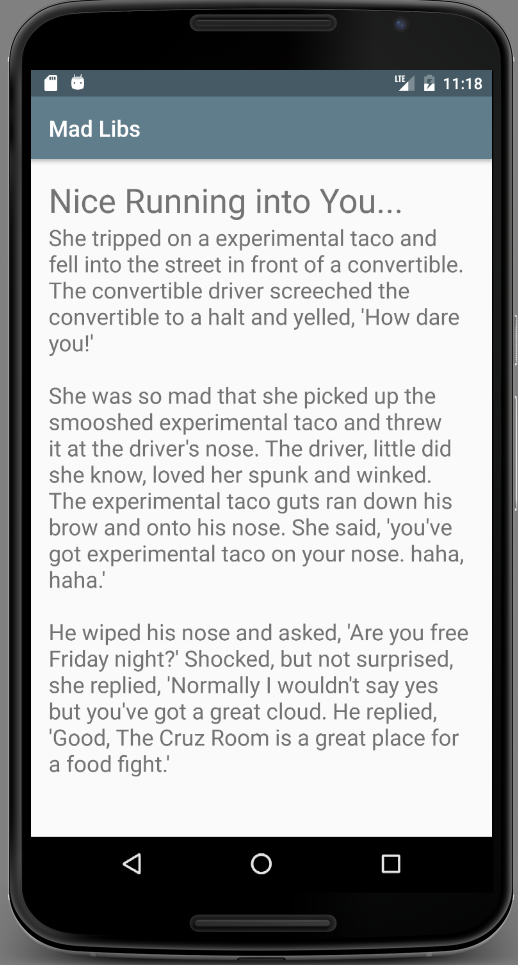 LTE 11:18
Mad Libs
Nice Running into You...
She tripped on a experimental taco and
fell into the street in front of a convertible.
The convertible driver screeched the
convertible to a halt and yelled, 'How dare
you!'
She was so mad that she picked up the
smooshed experimental taco and threw
it at the driver's nose. The driver, little did
she know, loved her spunk and winked.
The experimental taco guts ran down his
brow and onto his nose. She said, 'you've
got experimental taco on your nose. haha,
haha.'
He wiped his nose and asked, 'Are you free
Friday night?' Shocked, but not surprised,
she replied, 'Normally I wouldn't say yes
but you've got a great cloud. He replied,
'Good, The Cruz Room is a great place for
a food fight.'